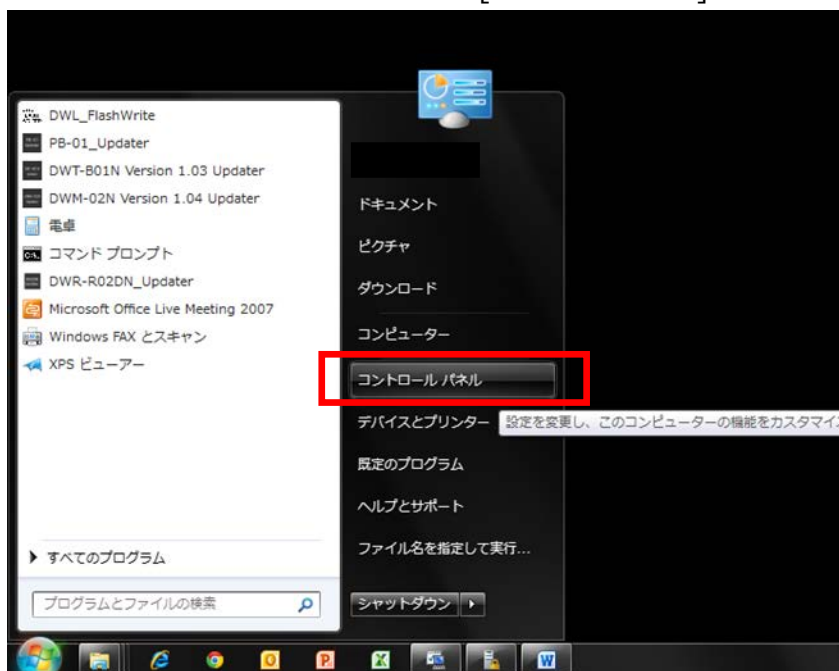 DWL_FlashWrite
PB-01_Updater
DWT-B01N Version 1.03 Updater
DWM-02N Version 1.04 Updater
電卓
コマンド プロンプト
DWR-R02DN_Updater
Microsoft Office Live Meeting 2007
Windows FAX とスキャン
XPS ビューアー
すべてのプログラム
プログラムとファイルの検索
ドキュメント
ピクチャ
ダウンロード
コンピューター
コントロール パネル
デバイスとプリンター
設定を変更し、このコンピューターの機能をカスタマイ
既定のプログラム
ヘルプとサポート
ファイル名を指定して実行...
シャットダウン